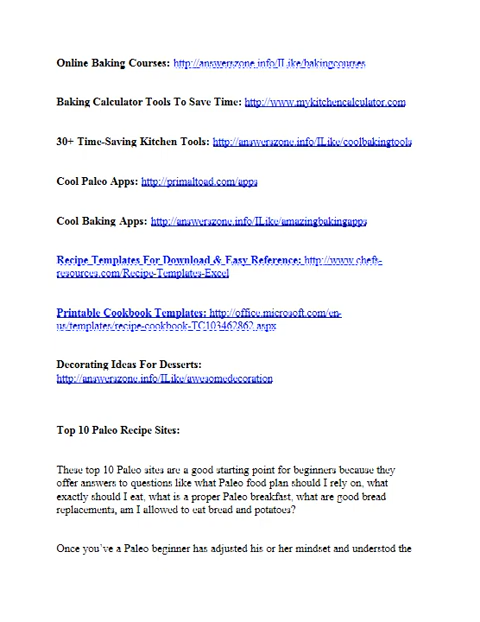 Online Baking Courses: http://answerszone.info/ILike/bakingcourses
Baking Calculator Tools To Save Time: http://www.mykitchencalculator.com
30+ Time-Saving Kitchen Tools: http://answerszone.info/ILike/coolbakingtools
Cool Paleo Apps: http://primaltoad.com/apps
Cool Baking Apps: http://answerszone.info/ILike/amazingbakingapps
Recipe Templates For Download & Easy Reference: http://www.chefs-
resources.com/Recipe-Templates-Excel
Printable Cookbook Templates: http://office.microsoft.com/en-
us/templates/recipe-cookbook-TC103462862.aspx
Decorating Ideas For Desserts:
http://answerszone.info/ILike/awesomedecoration
Top 10 Paleo Recipe Sites:
These top 10 Paleo sites are a good starting point for beginners because they
offer answers to questions like what Paleo food plan should I rely on, what
exactly should I eat, what is a proper Paleo breakfast, what are good bread
replacements, am I allowed to eat bread and potatoes?
Once you’ve a Paleo beginner has adjusted his or her mindset and understod the